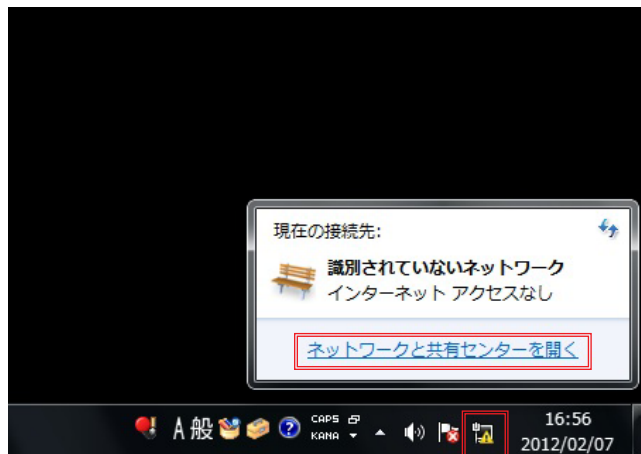 現在の接続先:
識別されていないネットワーク
インターネット アクセスなし
ネットワークと共有センターを開く
A 般 ? CAPS KANA 16:56
2012/02/07